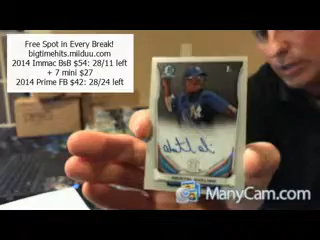 Free Spot in Every Break!
bigtimehits.miiduu.com
2014 Immac BsB $54: 28/11 left
+ 7 mini $27
2014 Prime FB $42: 28/24 left
ManyCam.com